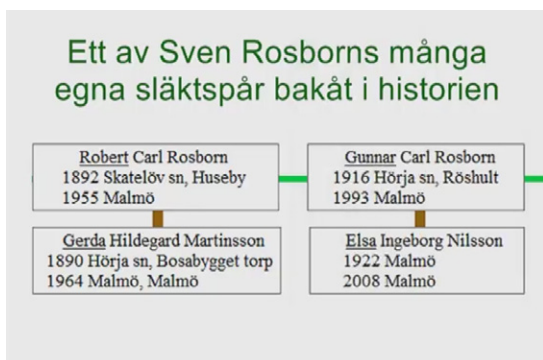 Ett av Sven Rosborns många
egna släktspår bakåt i historien
Robert Carl Rosborn
1892 Skatelöv sn, Huseby
1955 Malmö
Gerda Hildegard Martinsson
1890 Hörja sn, Bosabygget torp
1964 Malmö, Malmö
Gunnar Carl Rosborn
1916 Hörja sn, Röshult
1993 Malmö
Elsa Ingeborg Nilsson
1922 Malmö
2008 Malmö